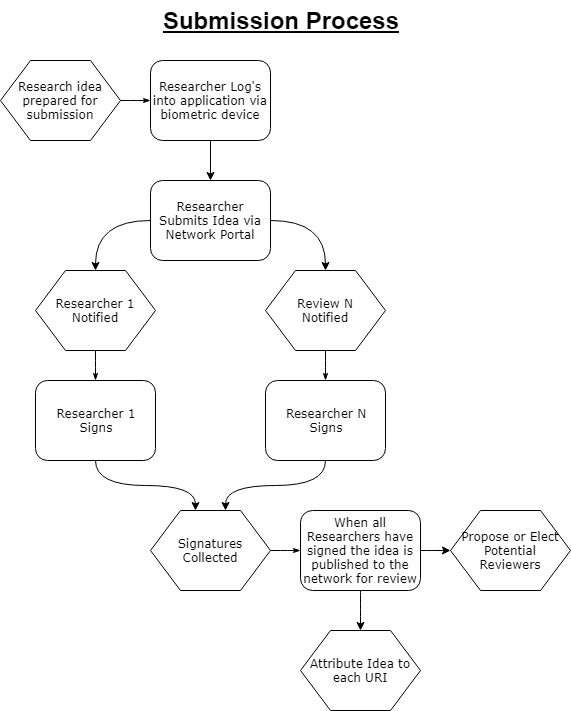 Submission Process
Research idea
prepared for
submission
Researcher Log's
into application via
biometric device
Researcher
Submits Idea via
Network Portal
Researcher 1
Notified
Review N
Notified
Researcher 1
Signs
Researcher N
Signs
Signatures
Collected
When all
Researchers have
signed the idea is
published to the
network for review
Propose or Elect
Potential
Reviewers
Attribute Idea to
each URI